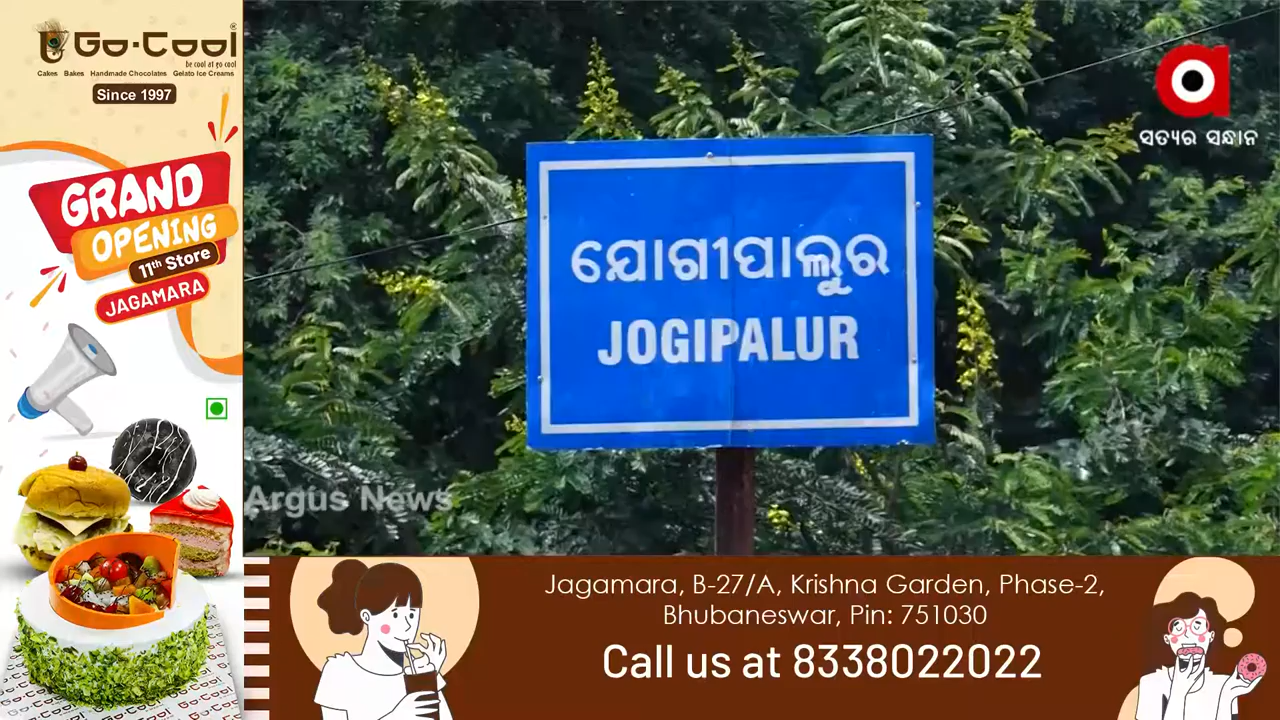 Go·Cool
be cool at go cool
Cakes Bakes Handmade Chocolates Gelato Ice Creams
Since 1997
GRAND
OPENING
11th Store
JAGAMARA
ସତ୍ୟର ସନ୍ଧାନ
ଯୋଗୀପାଲୁର
JOGIPALUR
Argus News
Jagamara, B-27/A, Krishna Garden, Phase-2,
Bhubaneswar, Pin: 751030
Call us at 8338022022